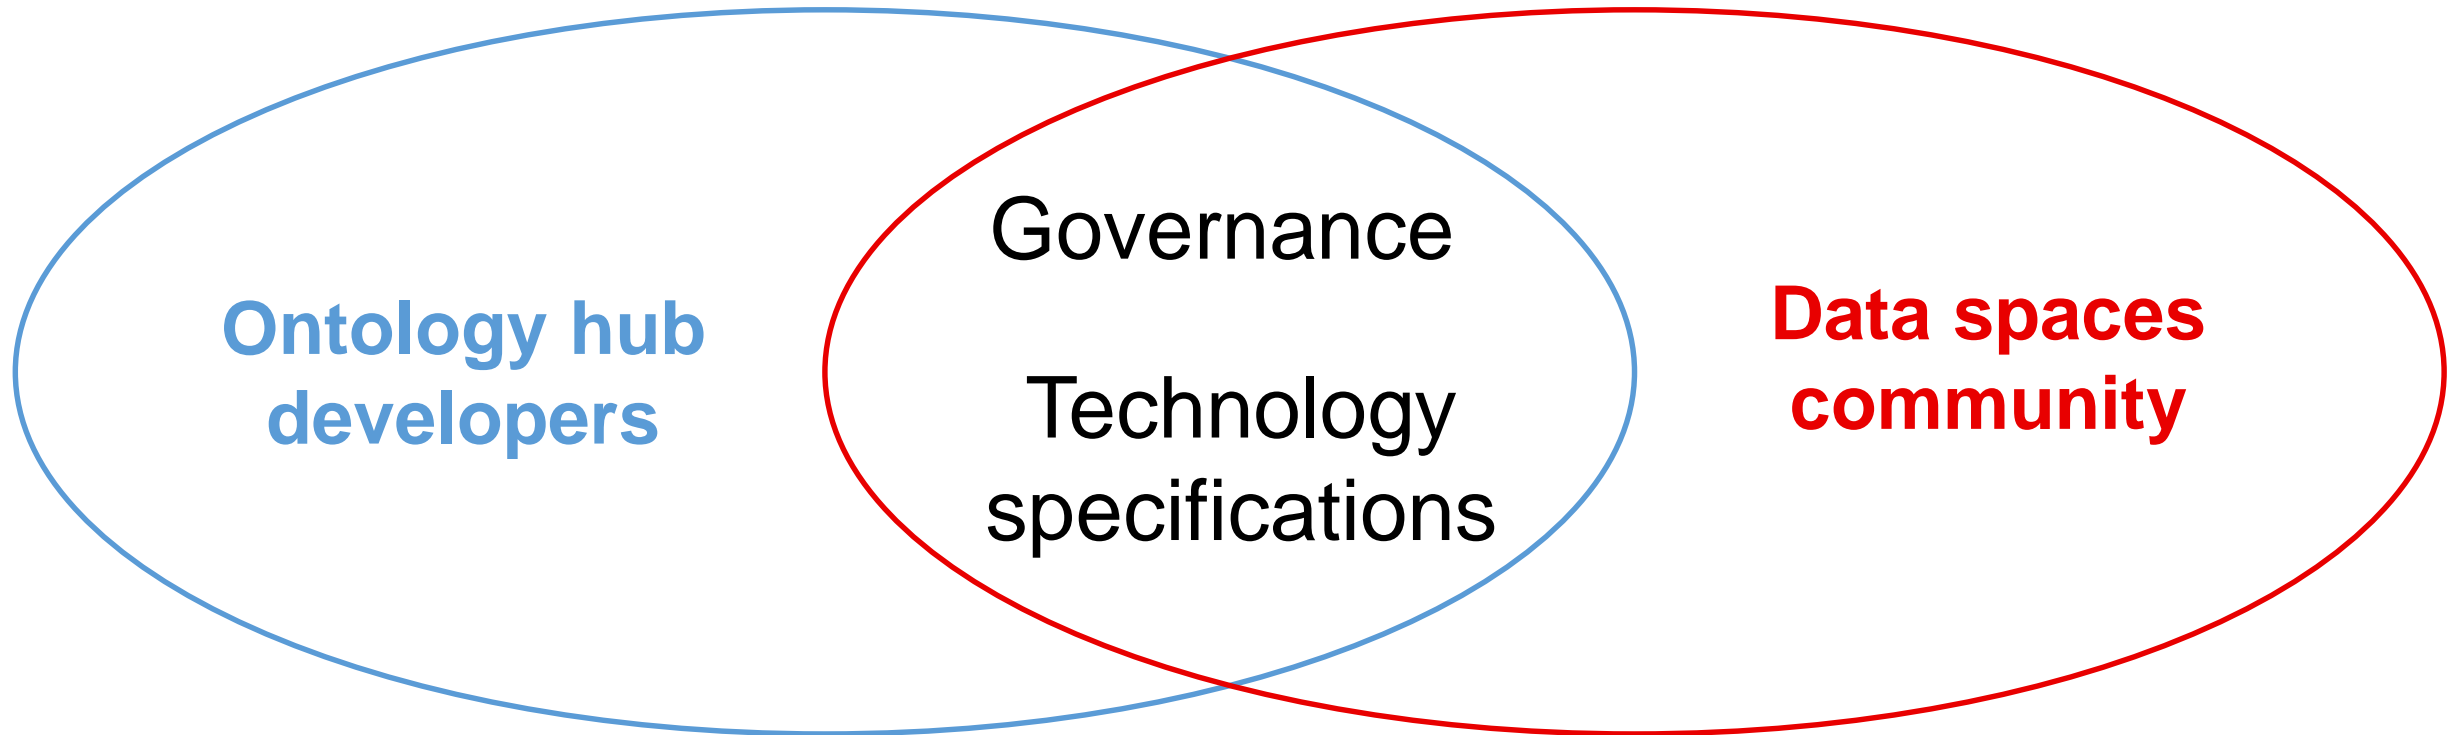 Ontology hub
developers
Governance
Technology
specifications
Data spaces
community